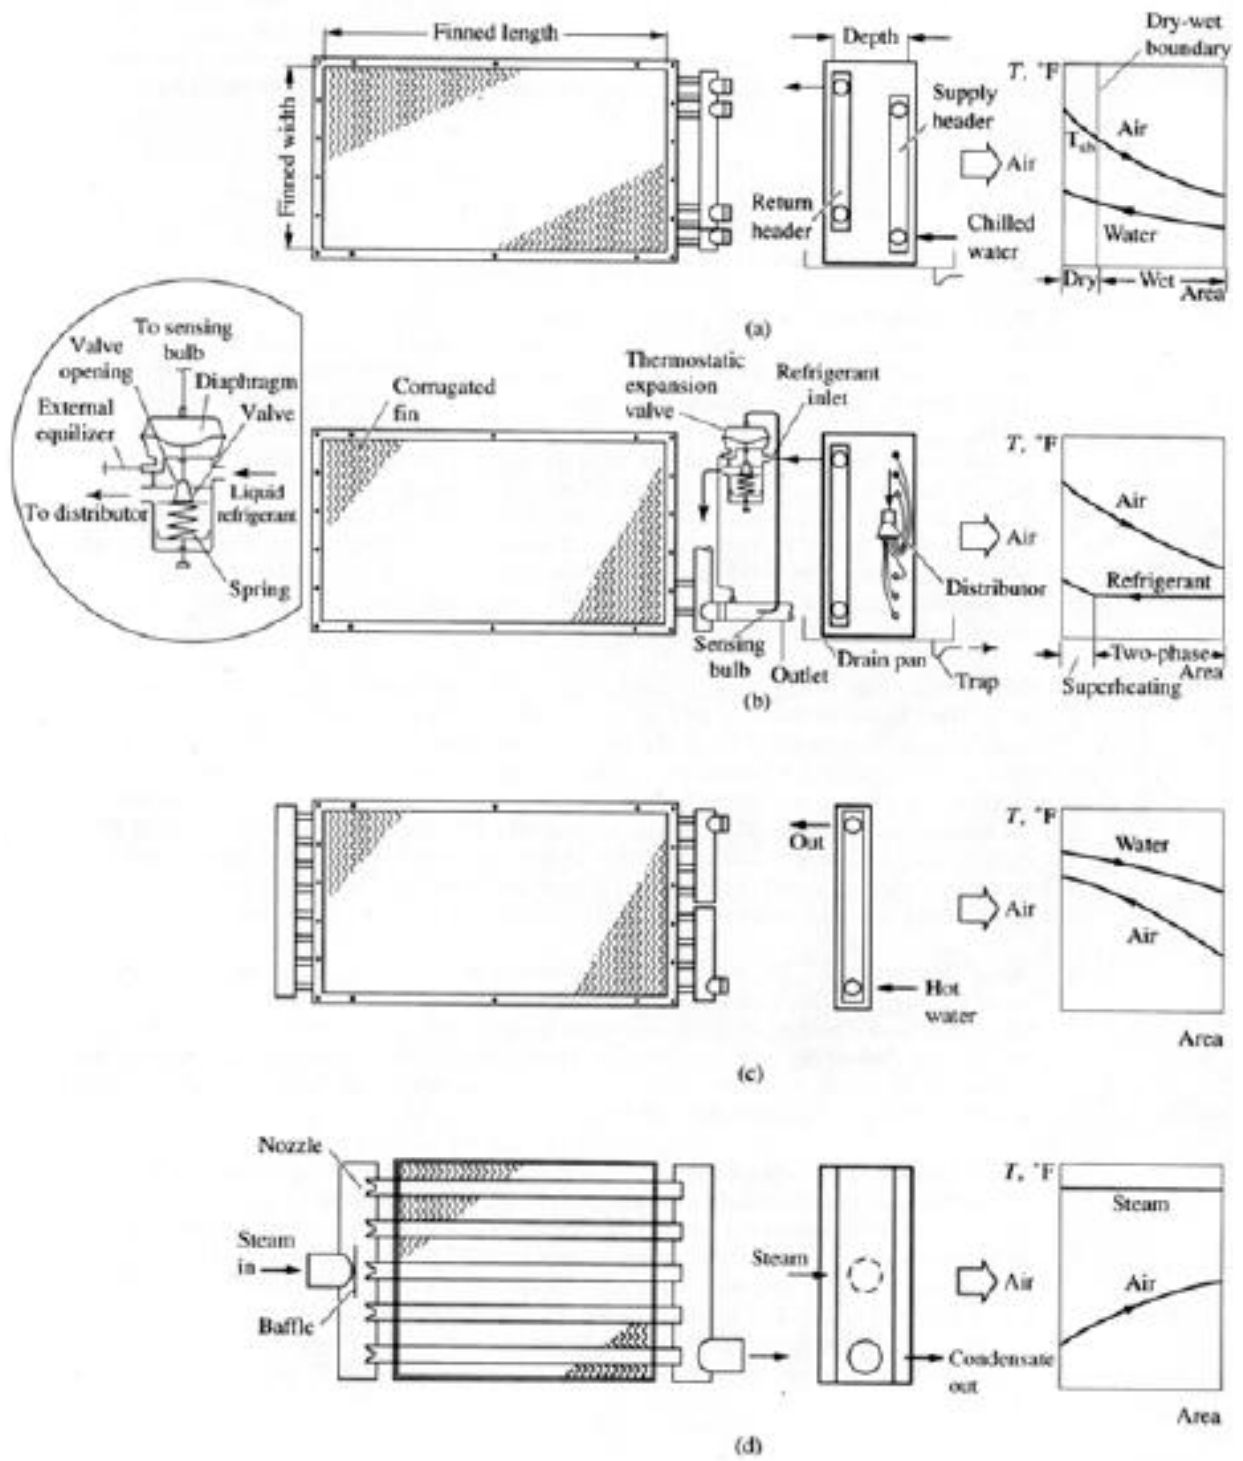 Finned length
Finned width
Depth
Supply
header
Return
header
Chilled
water
Air
Dry-wet
boundary
T, °F
Air
T_sb
Water
Dry
Wet
Area
(a)
To sensing
bulb
Valve
opening
Diaphragm
External
equilizer
Valve
Liquid
refrigerant
To distributor
Spring
Corrugated
fin
Thermostatic
expansion
valve
Refrigerant
inlet
Sensing
bulb
Outlet
Drain pan
Distributor
Trap
Air
T, °F
Air
Refrigerant
Two-phase
Area
Superheating
(b)
Out
Hot
water
Air
T, °F
Water
Air
Area
(c)
Nozzle
Steam
in
Baffle
Steam
Condensate
out
Air
T, °F
Steam
Air
Area
(d)